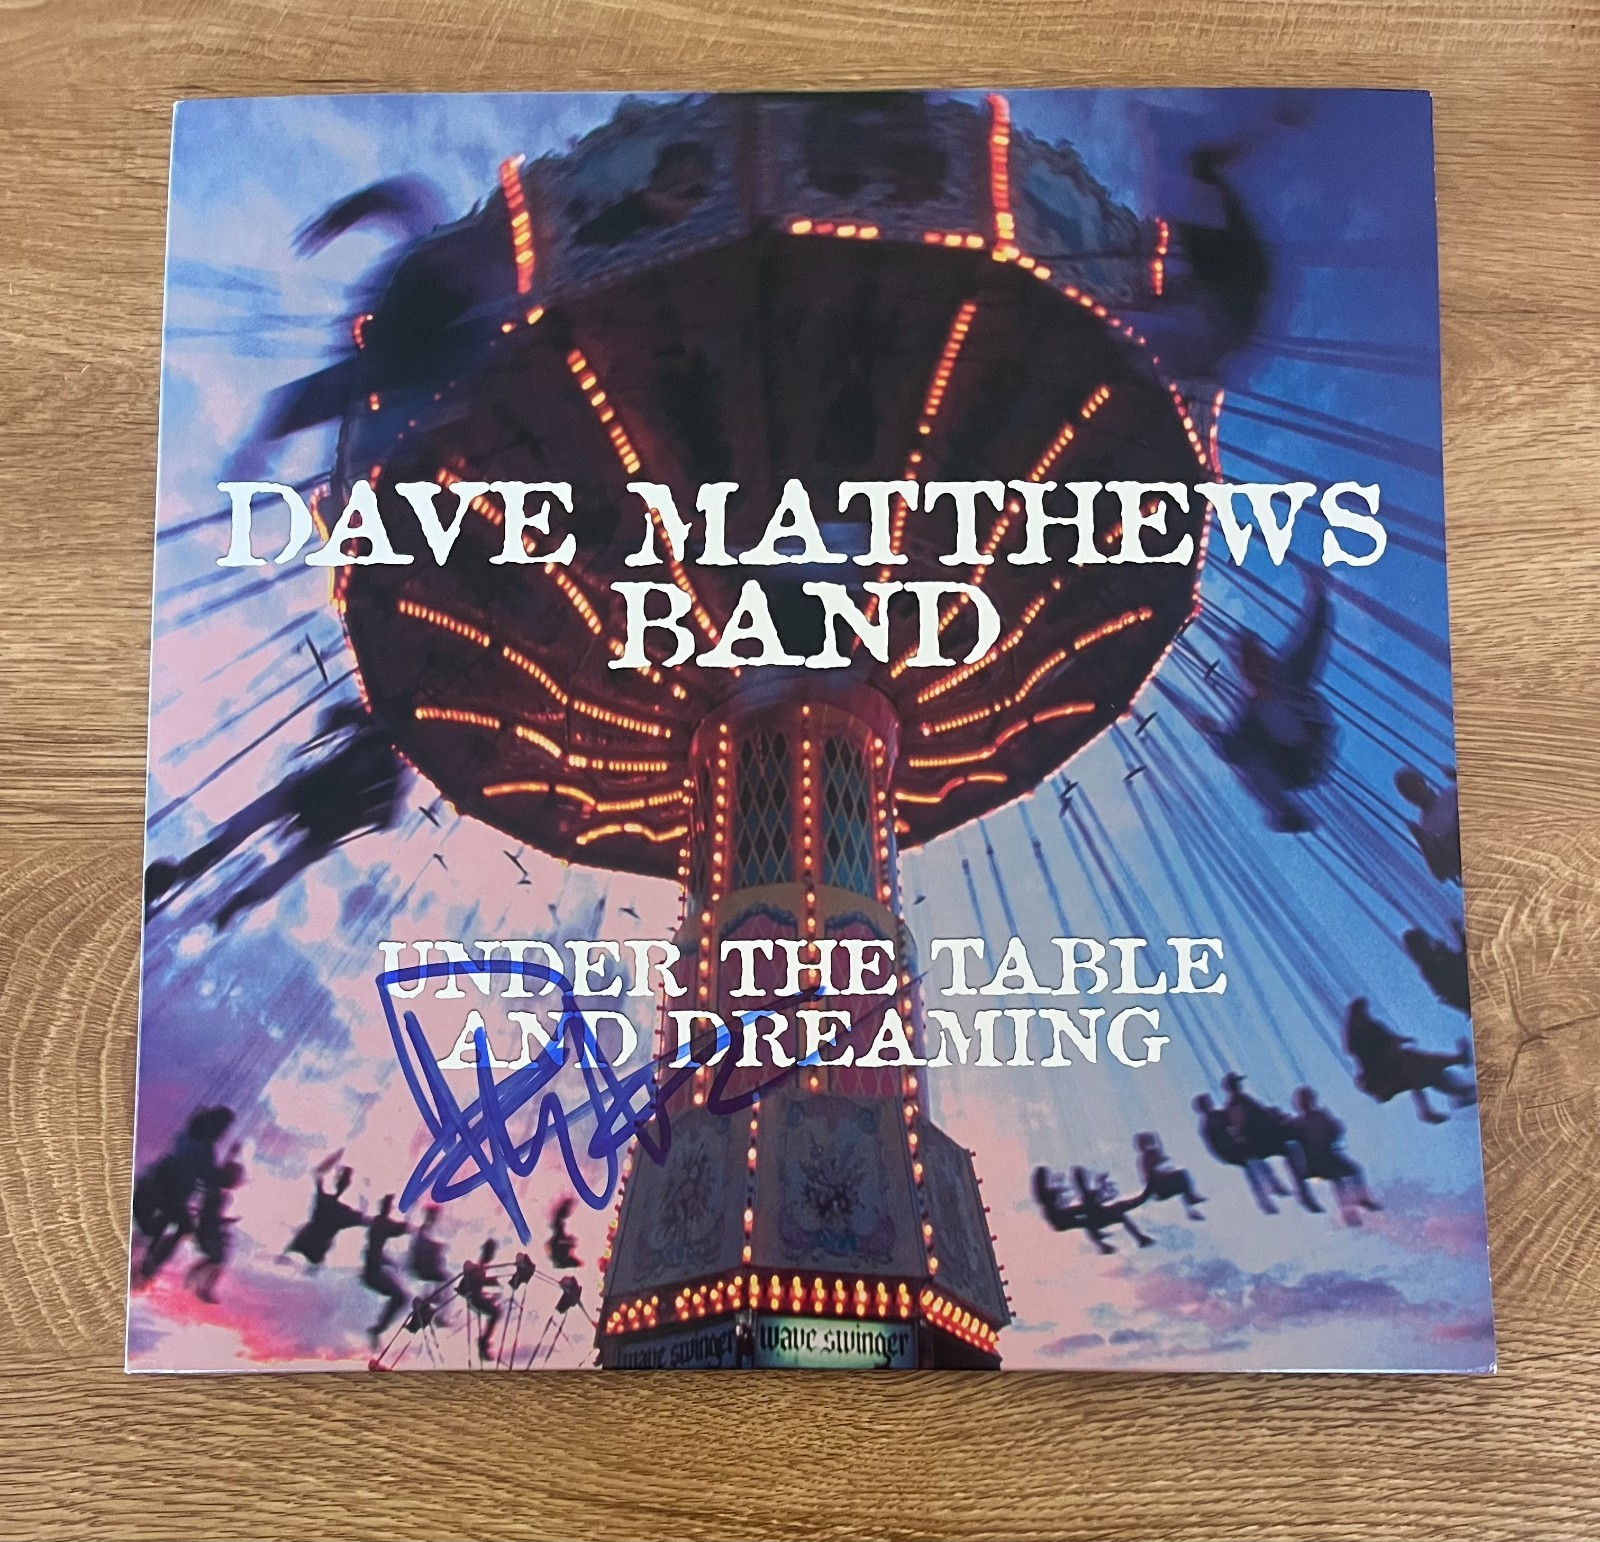 DAVE MATTHEWS
BAND
UNDER THE TABLE
AND DREAMING
wave swinger wave swinger